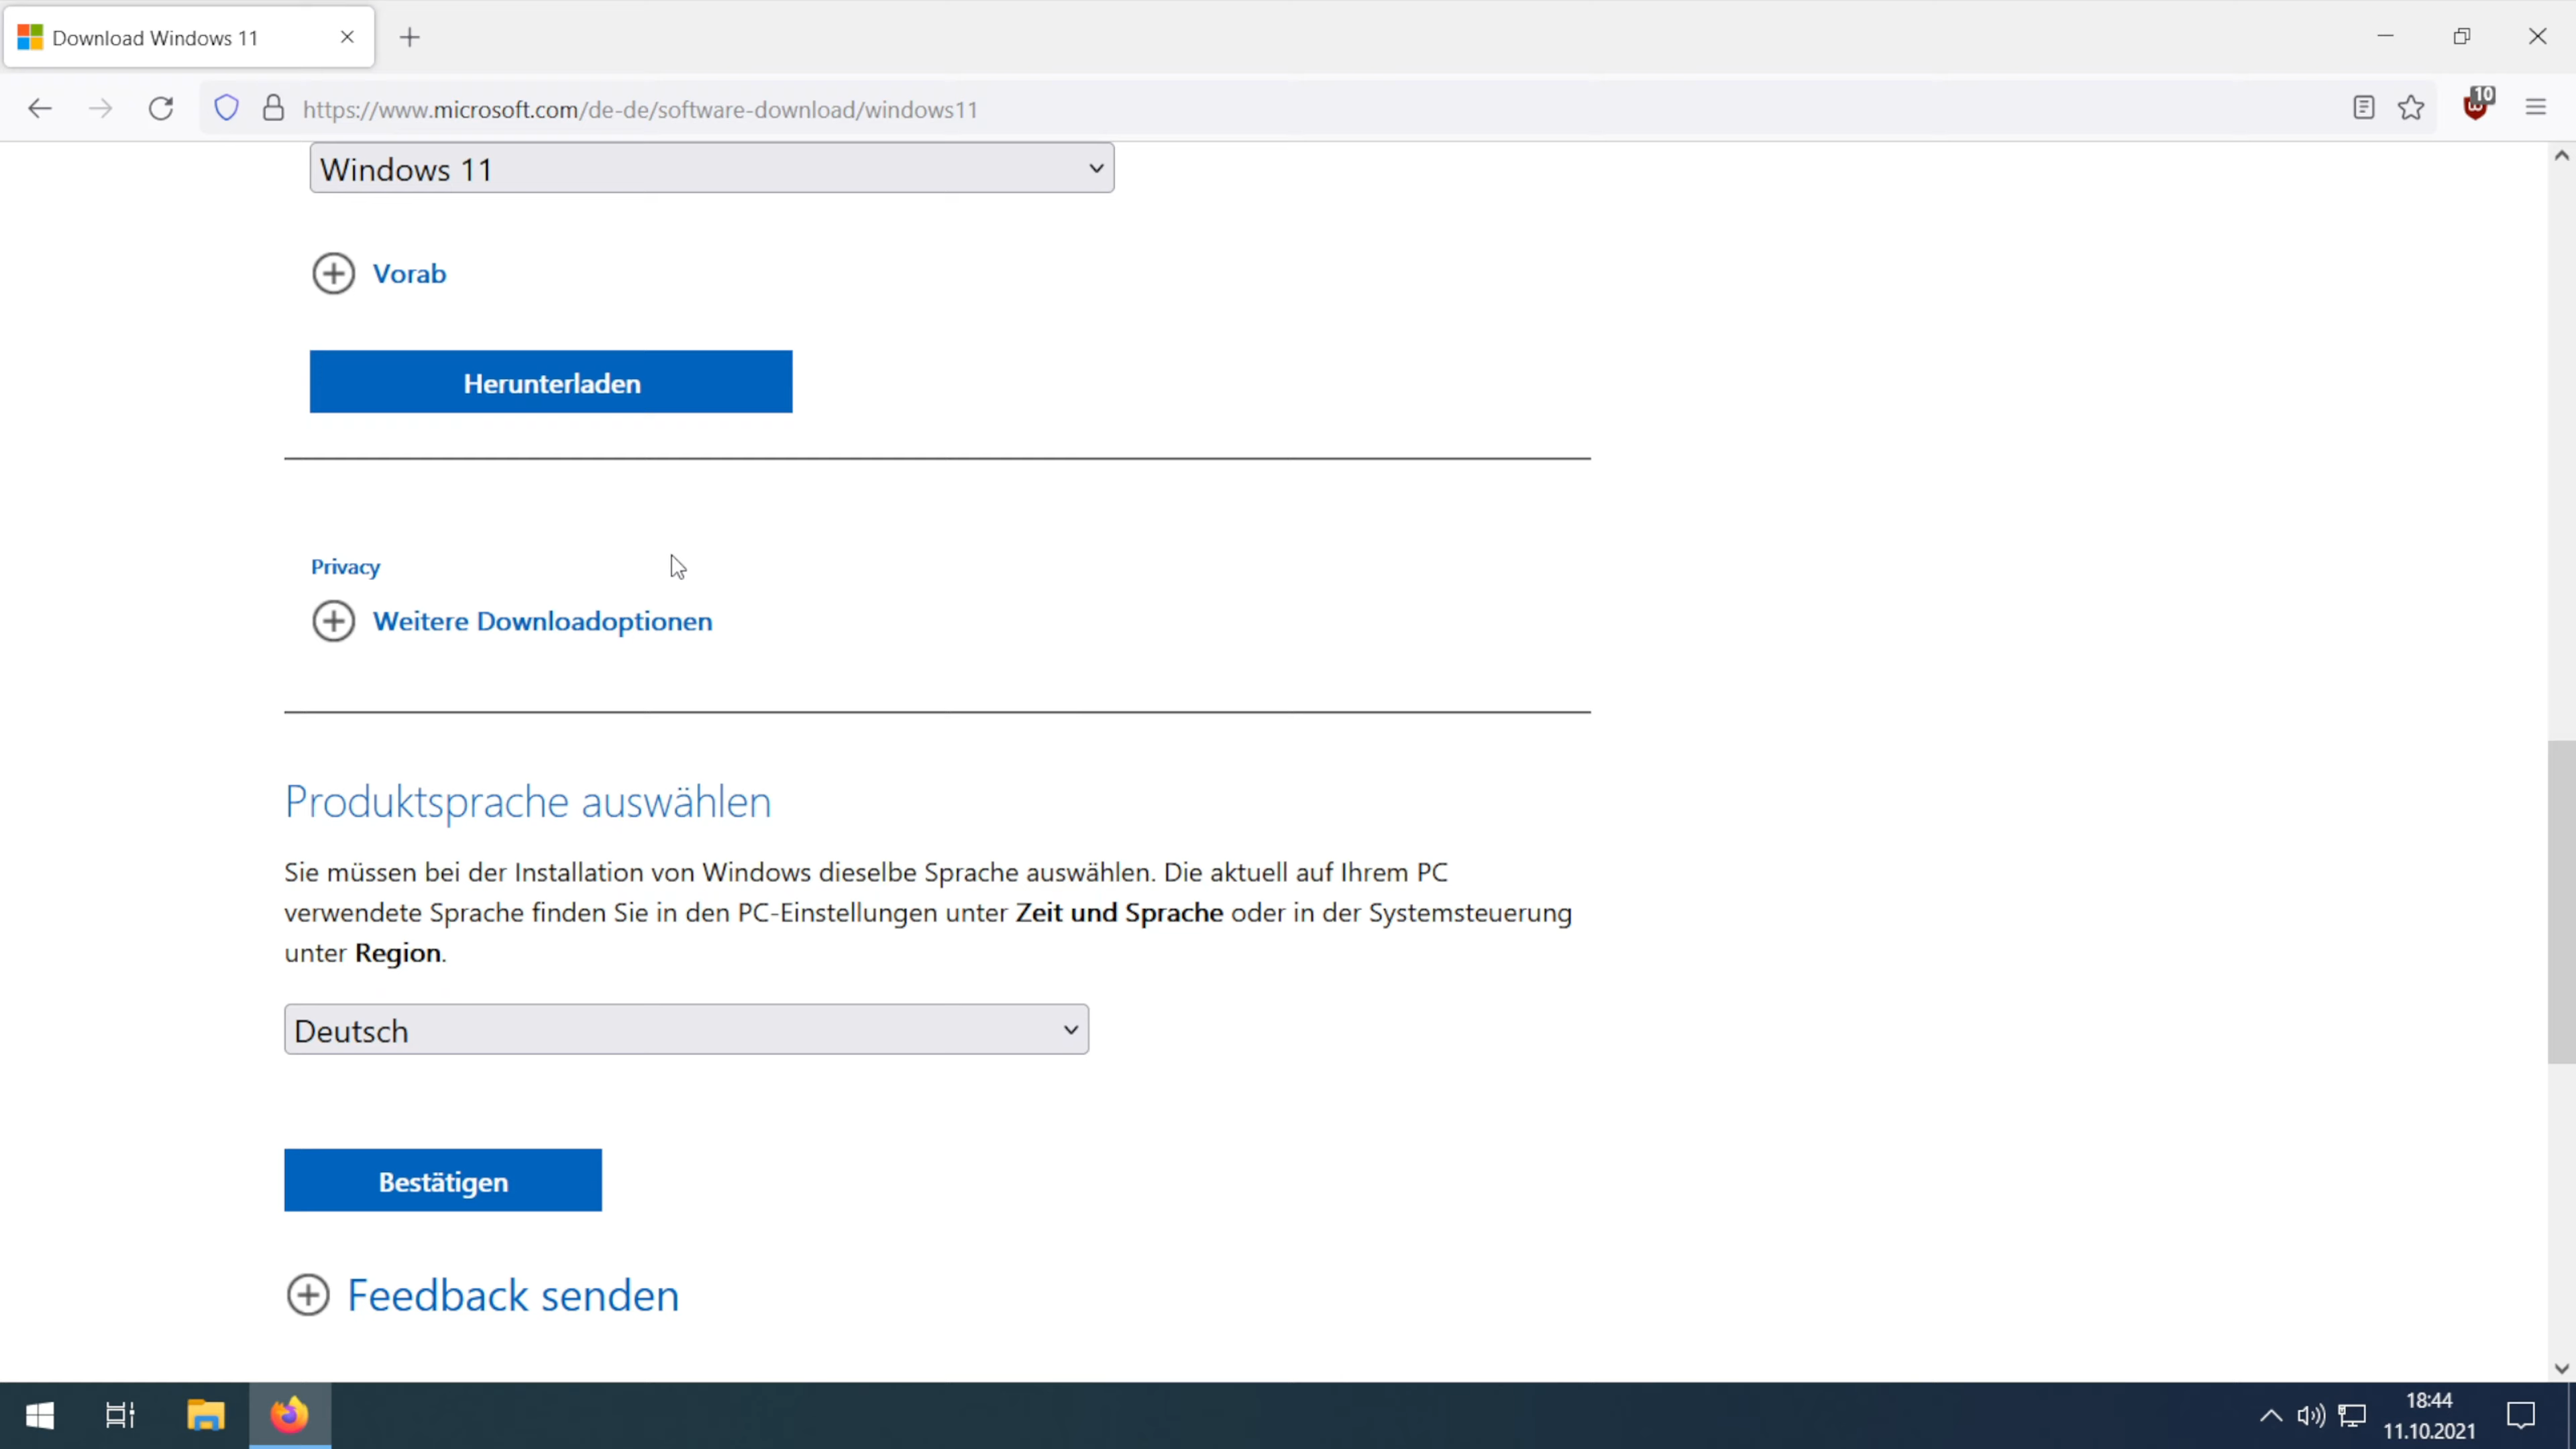 Download Windows 11
https://www.microsoft.com/de-de/software-download/windows11
10
Windows 11
Vorab
Herunterladen
Privacy
Weitere Downloadoptionen
Produktsprache auswählen
Sie müssen bei der Installation von Windows dieselbe Sprache auswählen. Die aktuell auf Ihrem PC
verwendete Sprache finden Sie in den PC-Einstellungen unter Zeit und Sprache oder in der Systemsteuerung
unter Region.
Deutsch
Bestätigen
Feedback senden
18:44
11.10.2021